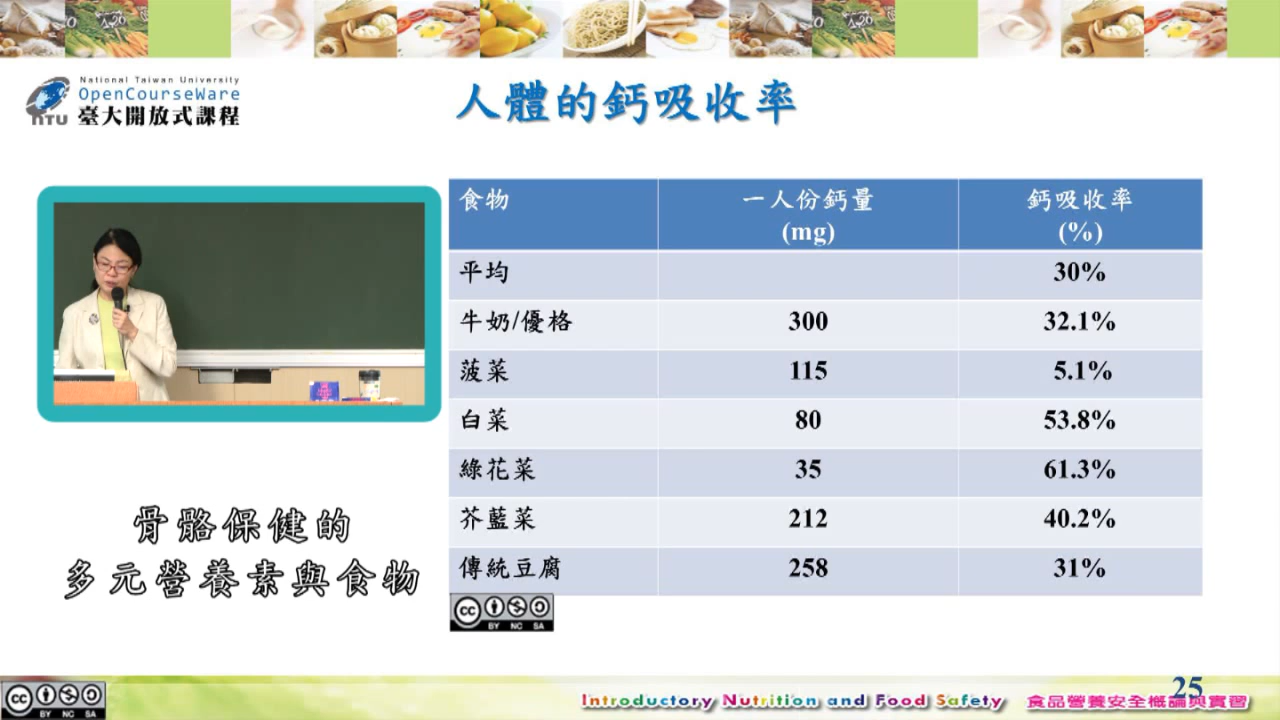 National Taiwan University
OpenCourseWare
NTU 臺大開放式課程
人體的鈣吸收率
食物 一人份鈣量 (mg) 鈣吸收率 (%)
平均 30%
牛奶/優格 300 32.1%
菠菜 115 5.1%
白菜 80 53.8%
綠花菜 35 61.3%
芥藍菜 212 40.2%
傳統豆腐 258 31%
骨骼保健的
多元營養素與食物
cc BY NC SA
cc BY NC SA
Introductory Nutrition and Food Safety 食品營養安全概論與實習
25